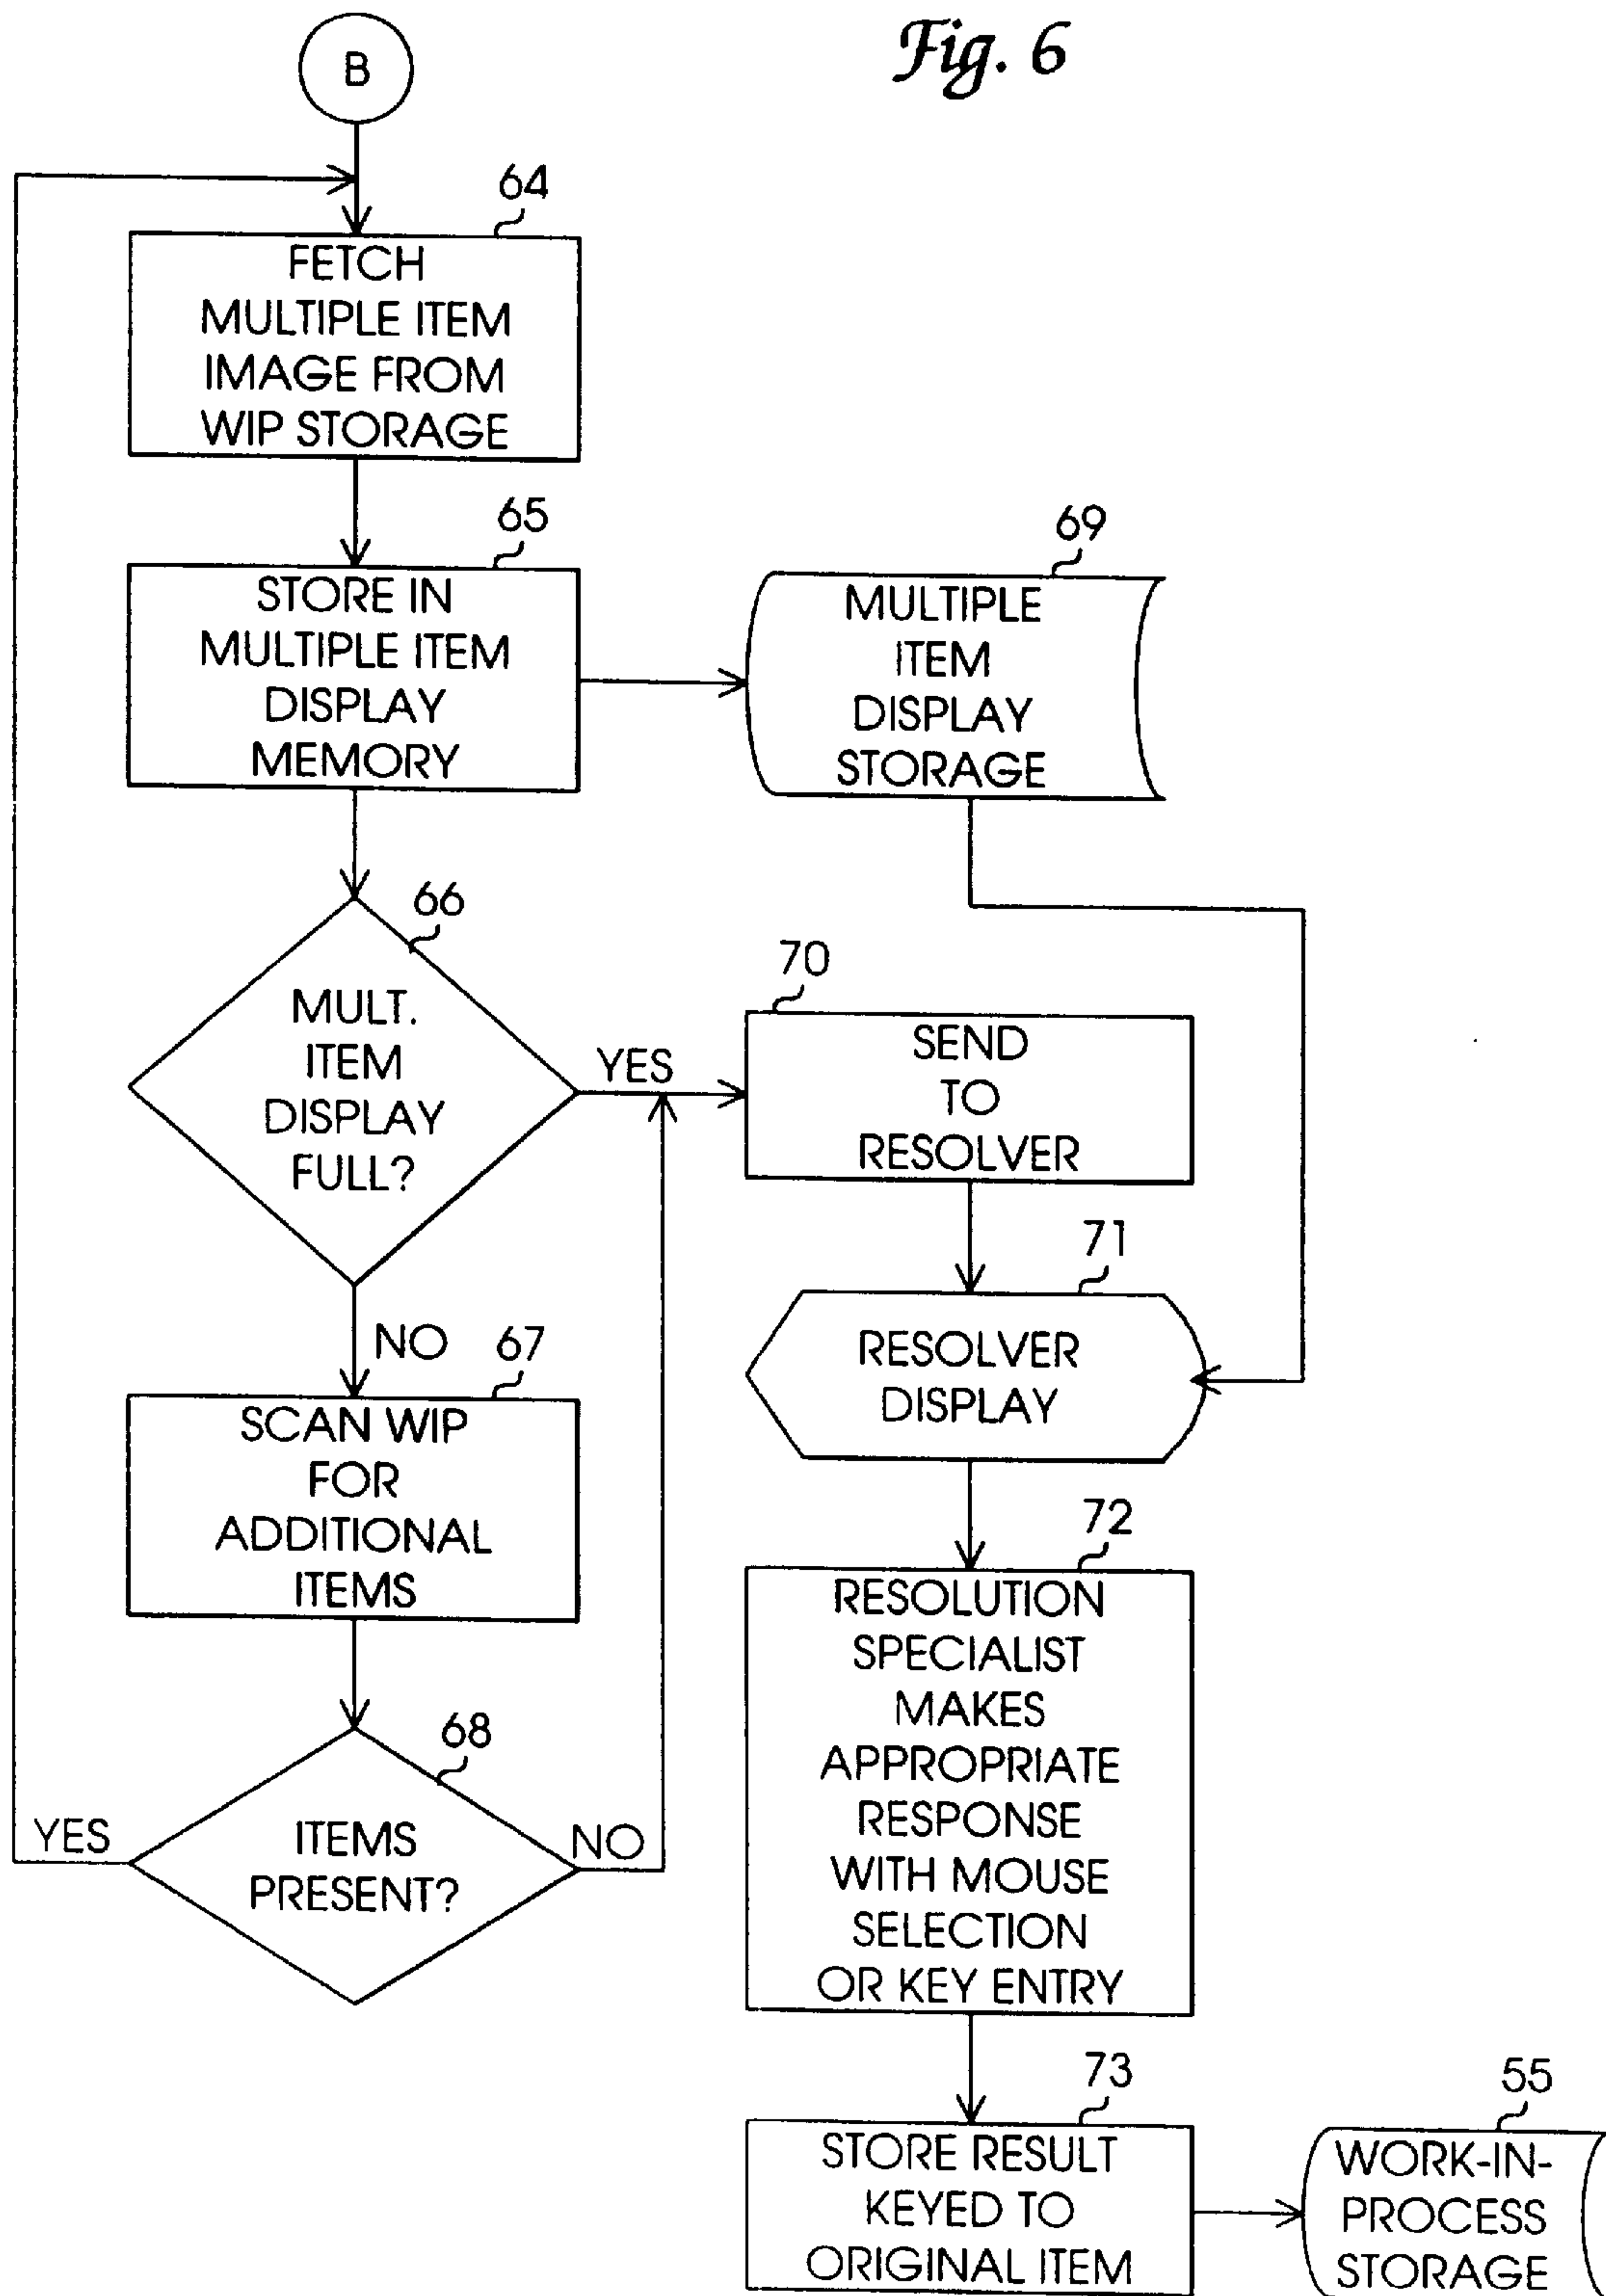 Fig. 6
B
64
FETCH
MULTIPLE ITEM
IMAGE FROM
WIP STORAGE
65
STORE IN
MULTIPLE ITEM
DISPLAY
MEMORY
69
MULTIPLE
ITEM
DISPLAY
STORAGE
66
MULT.
ITEM
DISPLAY
FULL?
YES
NO
67
SCAN WIP
FOR
ADDITIONAL
ITEMS
68
ITEMS
PRESENT?
YES
NO
70
SEND
TO
RESOLVER
71
RESOLVER
DISPLAY
72
RESOLUTION
SPECIALIST
MAKES
APPROPRIATE
RESPONSE
WITH MOUSE
SELECTION
OR KEY ENTRY
73
STORE RESULT
KEYED TO
ORIGINAL ITEM
55
WORK-IN-
PROCESS
STORAGE